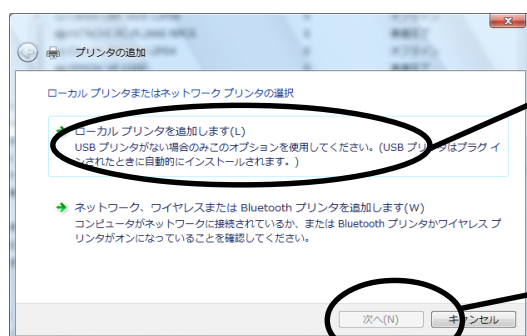 プリンタの追加
ローカル プリンタまたはネットワーク プリンタの選択
ローカル プリンタを追加します(L)
USB プリンタがない場合のみこのオプションを使用してください。(USB プリンタはプラグ イ
ンされたときに自動的にインストールされます。)
ネットワーク、ワイヤレスまたは Bluetooth プリンタを追加します(W)
コンピュータがネットワークに接続されているか、または Bluetooth プリンタかワイヤレス プ
リンタがオンになっていることを確認してください。
次へ(N)
キャンセル